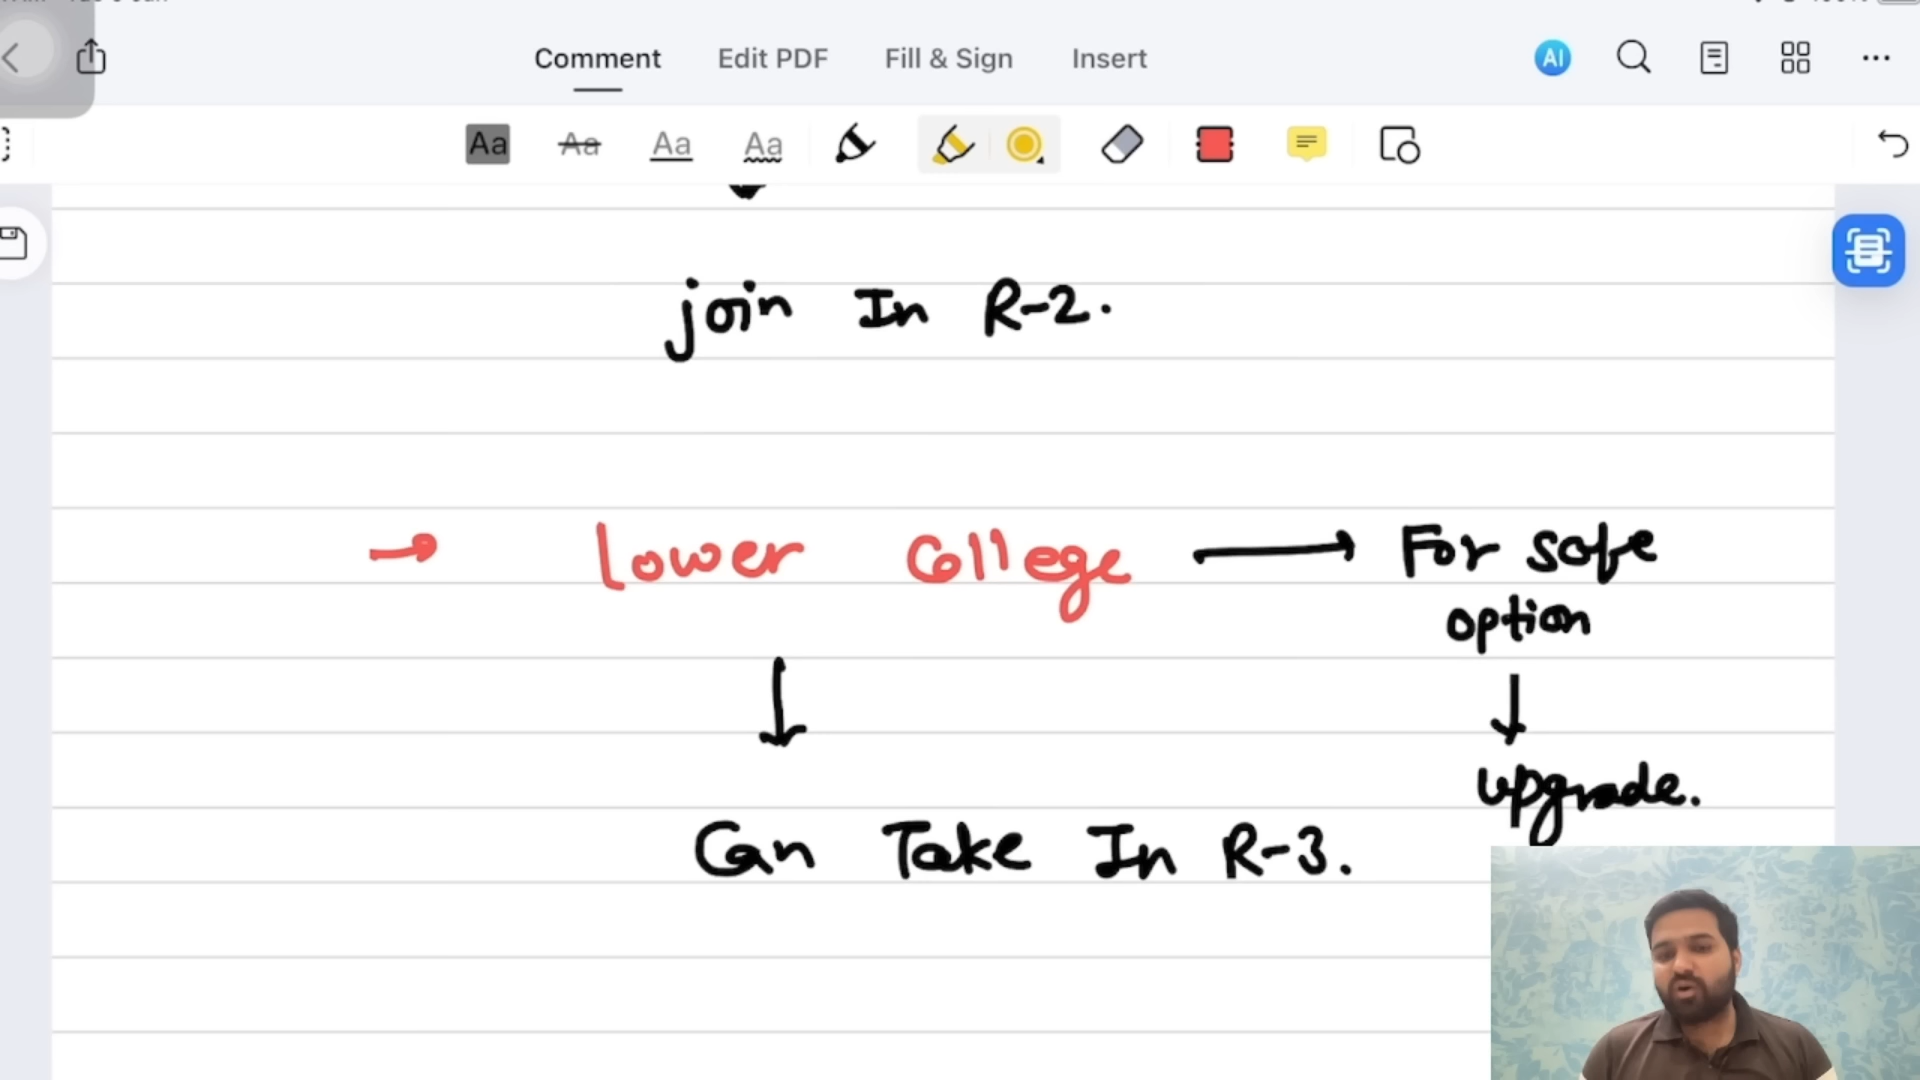 Comment Edit PDF Fill & Sign Insert AI
Aa Aa Aa Aa
join In R-2.
Lower College → For safe
option
↓ ↓
upgrade.
Can Take In R-3.